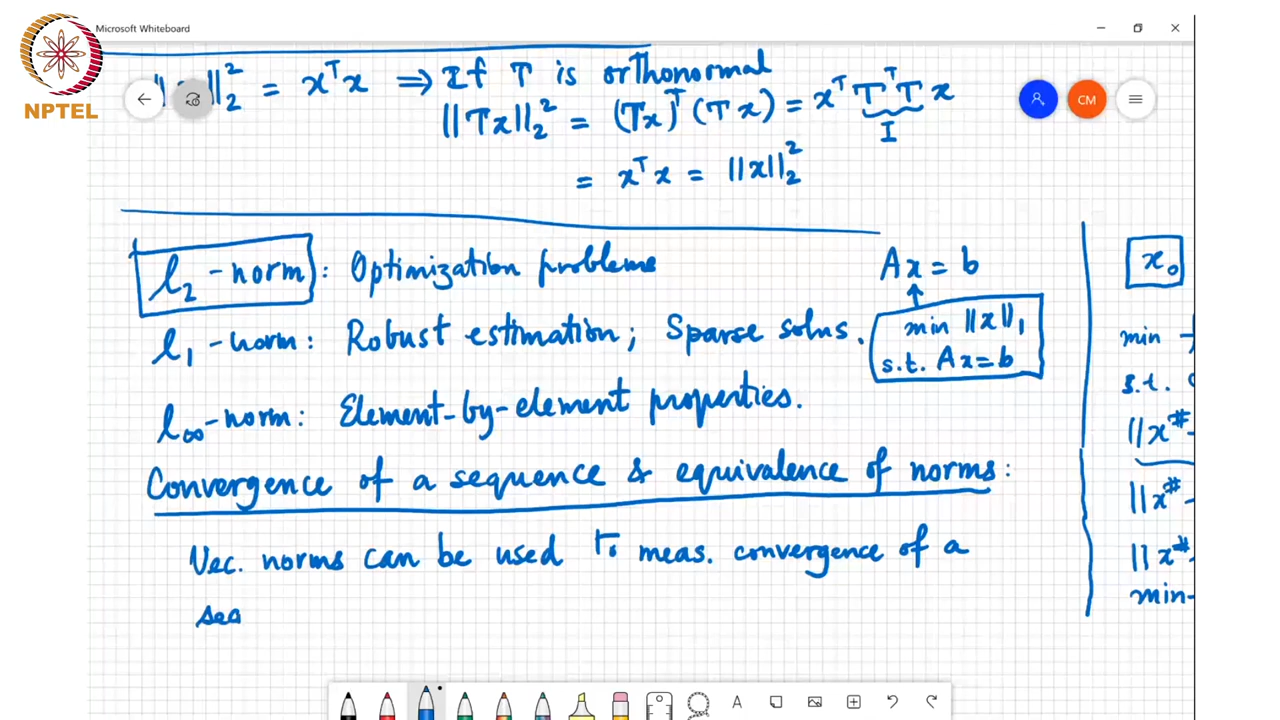 Microsoft Whiteboard
NPTEL
||x||₂² = xᵀx ⟹ If T is orthonormal
||Tx||₂² = (Tx)ᵀ(Tx) = xᵀTᵀTx
I
= xᵀx = ||x||₂²
CM
l₂-norm: Optimization problems
Ax = b
l₁-norm: Robust estimation; Sparse solns.
min ||x||₁
s.t. Ax=b
l∞-norm: Element-by-element properties.
Convergence of a sequence & equivalence of norms:
Vec. norms can be used to meas. convergence of a
x₀
min
s.t.
||x^# -
||x^# -
||x^# -
min-
A